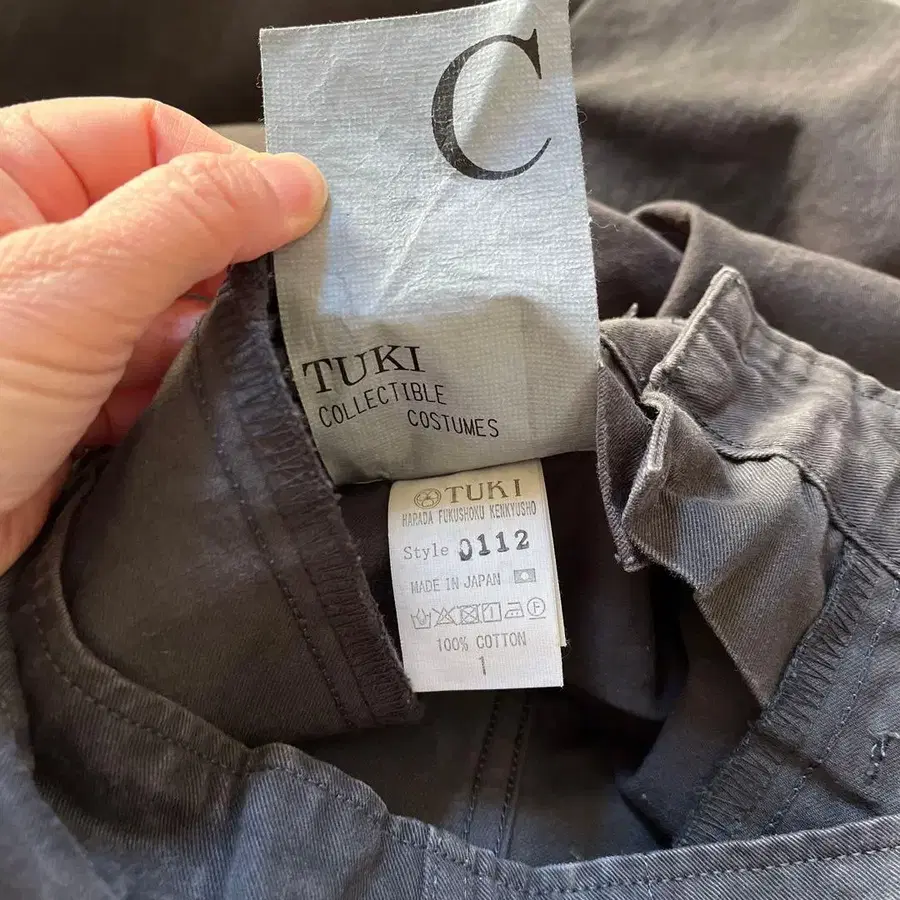 C
TUKI
COLLECTIBLE
COSTUMES
TUKI
HARADA FUKUSHOKU KENKYUSHO
Style 0112
MADE IN JAPAN
100% COTTON
1